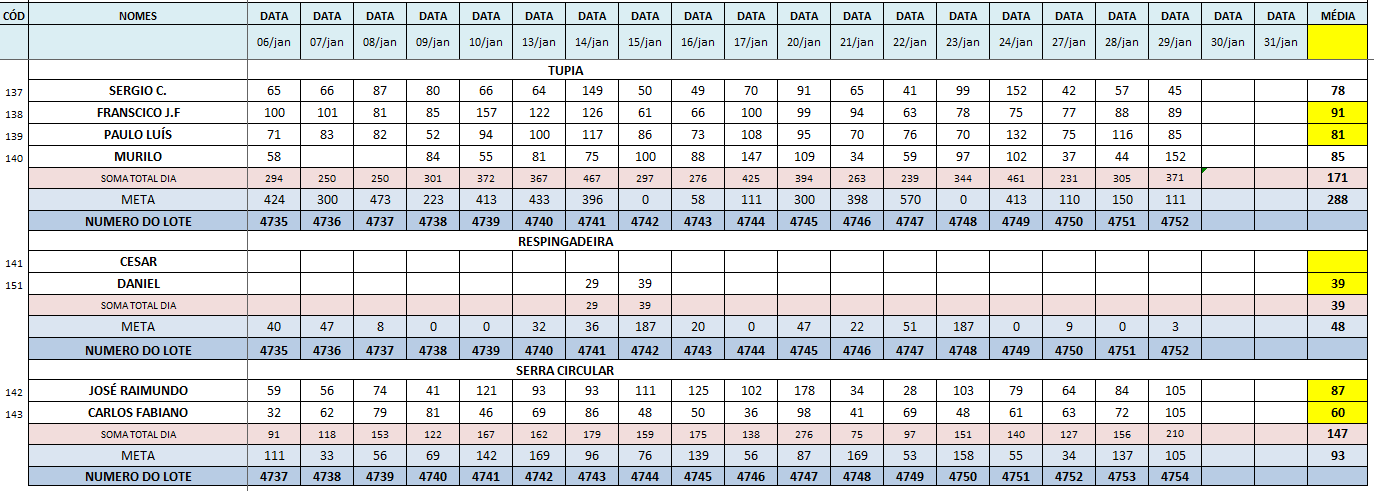 CÓD NOMES DATA DATA DATA DATA DATA DATA DATA DATA DATA DATA DATA DATA DATA DATA DATA DATA DATA DATA DATA DATA MÉDIA
06/jan 07/jan 08/jan 09/jan 10/jan 13/jan 14/jan 15/jan 16/jan 17/jan 20/jan 21/jan 22/jan 23/jan 24/jan 27/jan 28/jan 29/jan 30/jan 31/jan
TUPIA
137 SERGIO C. 65 66 87 80 66 64 149 50 49 70 91 65 41 99 152 42 57 45 78
138 FRANSCICO J.F 100 101 81 85 157 122 126 61 66 100 99 94 63 78 75 77 88 89 91
139 PAULO LUÍS 71 83 82 52 94 100 117 86 73 108 95 70 76 70 132 75 116 85 81
140 MURILO 58 84 55 81 75 100 88 147 109 34 59 97 102 37 44 152 85
SOMA TOTAL DIA 294 250 250 301 372 367 467 297 276 425 394 263 239 344 461 231 305 371 171
META 424 300 473 223 413 433 396 0 58 111 300 398 570 0 413 110 150 111 288
NUMERO DO LOTE 4735 4736 4737 4738 4739 4740 4741 4742 4743 4744 4745 4746 4747 4748 4749 4750 4751 4752
RESPINGADEIRA
141 CESAR
151 DANIEL 29 39 39
SOMA TOTAL DIA 29 39 39
META 40 47 8 0 0 32 36 187 20 0 47 22 51 187 0 9 0 3 48
NUMERO DO LOTE 4735 4736 4737 4738 4739 4740 4741 4742 4743 4744 4745 4746 4747 4748 4749 4750 4751 4752
SERRA CIRCULAR
142 JOSÉ RAIMUNDO 59 56 74 41 121 93 93 111 125 102 178 34 28 103 79 64 84 105 87
143 CARLOS FABIANO 32 62 79 81 46 69 86 48 50 36 98 41 69 48 61 63 72 105 60
SOMA TOTAL DIA 91 118 153 122 167 162 179 159 175 138 276 75 97 151 140 127 156 210 147
META 111 33 56 69 142 169 96 76 139 56 87 169 53 158 55 34 137 105 93
NUMERO DO LOTE 4737 4738 4739 4740 4741 4742 4743 4744 4745 4746 4747 4748 4749 4750 4751 4752 4753 4754